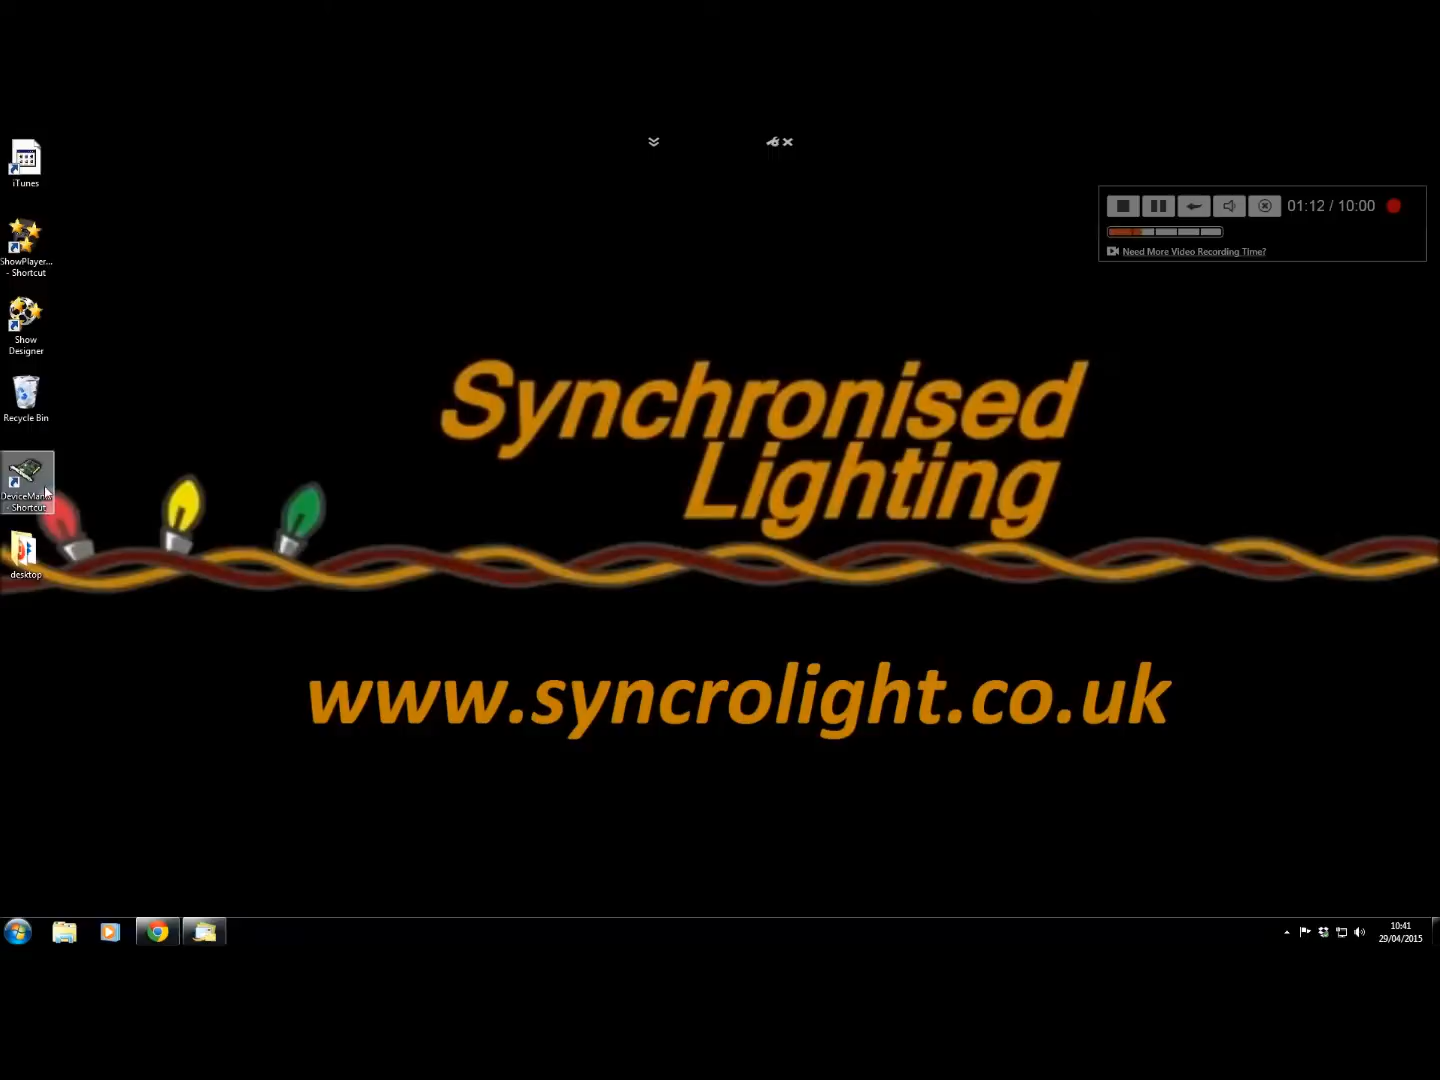 iTunes
ShowPlayer...
- Shortcut
Show
Designer
Recycle Bin
- Shortcut
desktop
01:12 / 10:00
Need More Video Recording Time?
Synchronised
Lighting
www.syncrolight.co.uk
10:41
29/04/2015